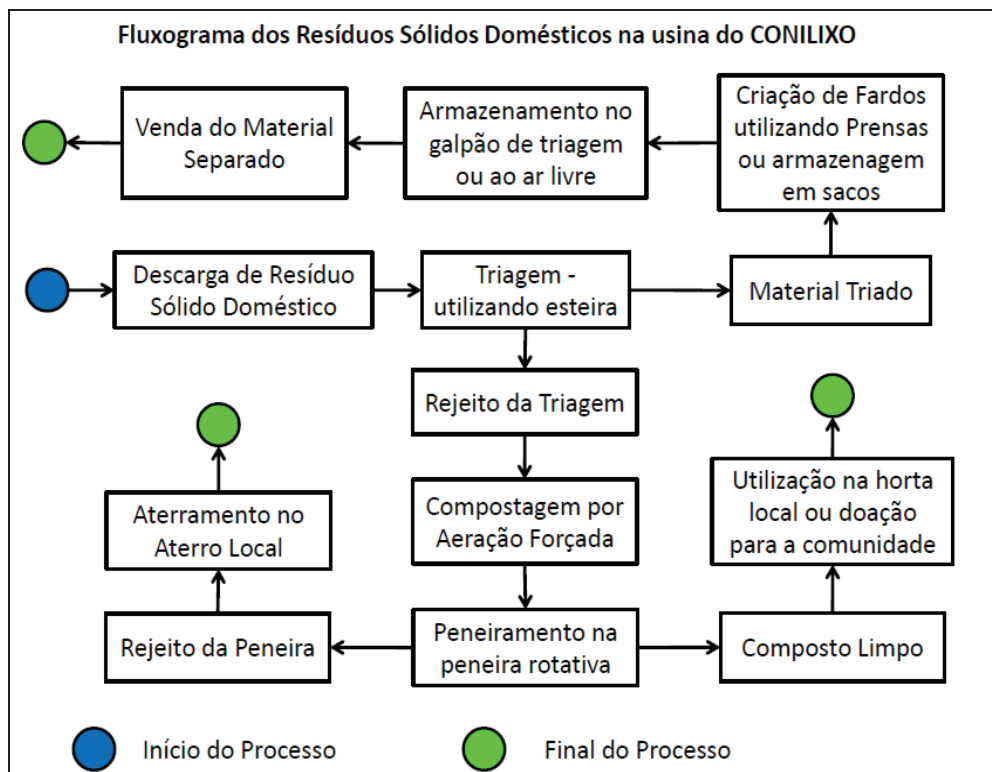 Fluxograma dos Resíduos Sólidos Domésticos na usina do CONILIXO
Venda do Material
Separado
Armazenamento no
galpão de triagem
ou ao ar livre
Criação de Fardos
utilizando Prensas
ou armazenagem
em sacos
Descarga de Resíduo
Sólido Doméstico
Triagem -
utilizando esteira
Material Triado
Rejeito da Triagem
Aterramento no
Aterro Local
Compostagem por
Aeração Forçada
Utilização na horta
local ou doação
para a comunidade
Rejeito da Peneira
Peneiramento na
peneira rotativa
Composto Limpo
Início do Processo
Final do Processo